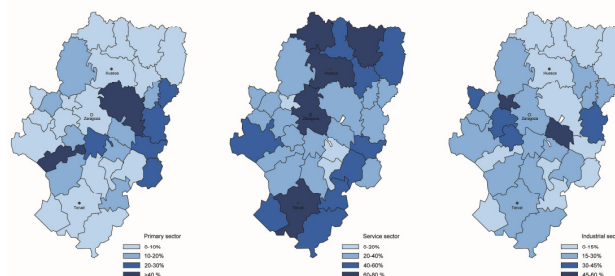 Huesca
Zaragoza
Teruel
Primary sector
0-10%
10-20%
20-30%
>40 %
Huesca
Zaragoza
Teruel
Service sector
0-20%
20-40%
40-60%
60-80 %
Huesca
Zaragoza
Teruel
Industrial sec
0-15%
15-30%
30-45%
45-60 %